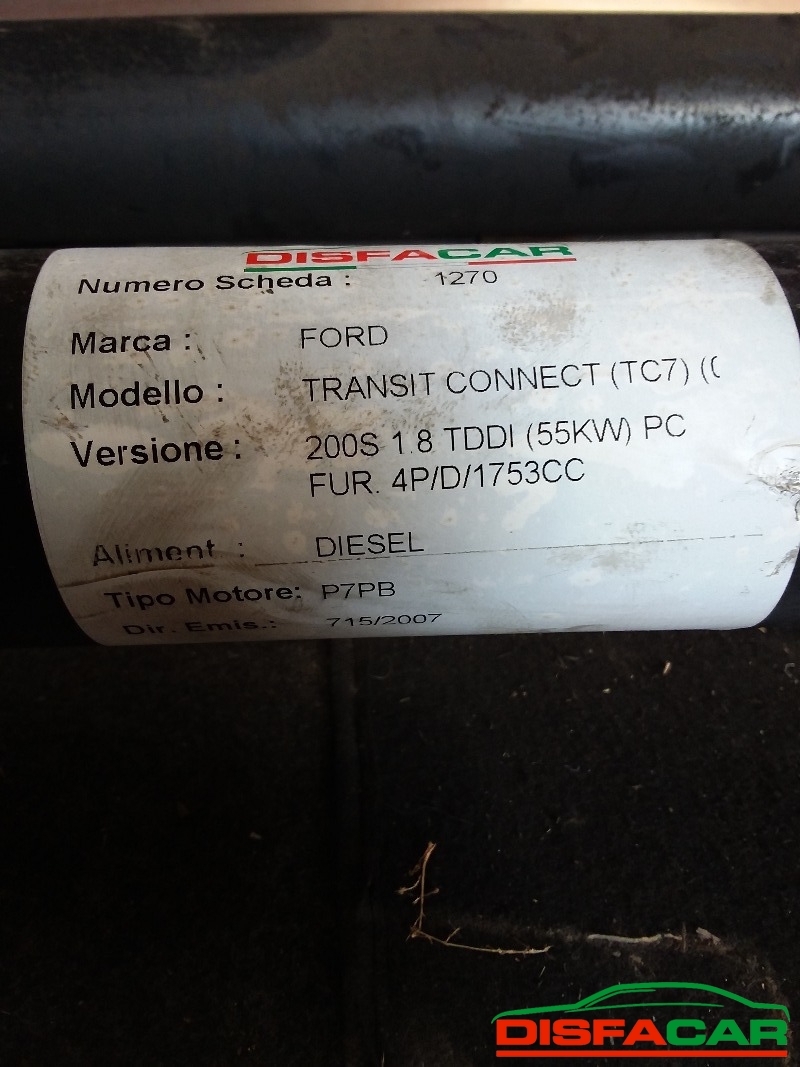 DISFACAR
Numero Scheda : 1270
Marca : FORD
Modello : TRANSIT CONNECT (TC7) ((
Versione : 200S 1.8 TDDI (55KW) PC
FUR. 4P/D/1753CC
Aliment : DIESEL
Tipo Motore: P7PB
Dir. Emis.: 715/2007
DISFACAR